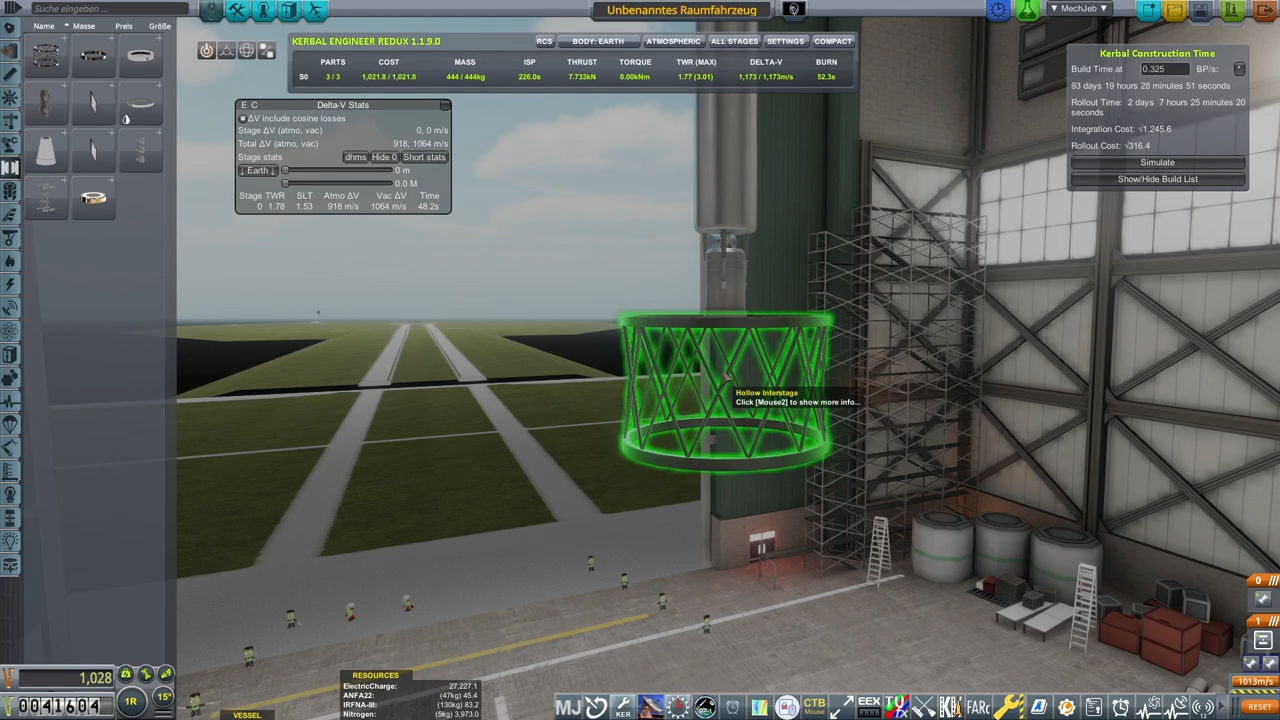 Suche eingeben ...
Name Masse Preis Größe
Unbenanntes Raumfahrzeug
▼ MechJeb ▼
KERBAL ENGINEER REDUX 1.1.9.0
RCS BODY: EARTH ATMOSPHERIC ALL STAGES SETTINGS COMPACT
PARTS COST MASS ISP THRUST TORQUE TWR (MAX) DELTA-V BURN
S0 3 / 3 1,021.8 / 1,021.8 444 / 444kg 226.0s 7.733kN 0.00kNm 1.77 (3.01) 1,173 / 1,173m/s 52.3s
E C Delta-V Stats
ΔV include cosine losses
Stage ΔV (atmo, vac) 0, 0 m/s
Total ΔV (atmo, vac) 918, 1064 m/s
Stage stats dhms Hide 0 Short stats
↓ Earth ↓ 0 m
0.0 M
Stage TWR SLT Atmo ΔV Vac ΔV Time
0 1.78 1.53 918 m/s 1064 m/s 48.2s
Kerbal Construction Time
Build Time at 0.325 BP/s: *
93 days 19 hours 28 minutes 51 seconds
Rollout Time: 2 days 7 hours 25 minutes 20
seconds
Integration Cost: √1,245.6
Rollout Cost: √316.4
Simulate
Show/Hide Build List
Hollow Interstage
Click [Mouse2] to show more info...
0
1
1013m/s
RESET
1,028
0041604
1R
15°
VESSEL
RESOURCES
ElectricCharge: 27,227.1
ANFA22: (47kg) 45.4
IRFNA-III: (130kg) 83.2
Nitrogen: (5kg) 3,973.0
MJ
KER
CTB
Mouse
EEX
FARc